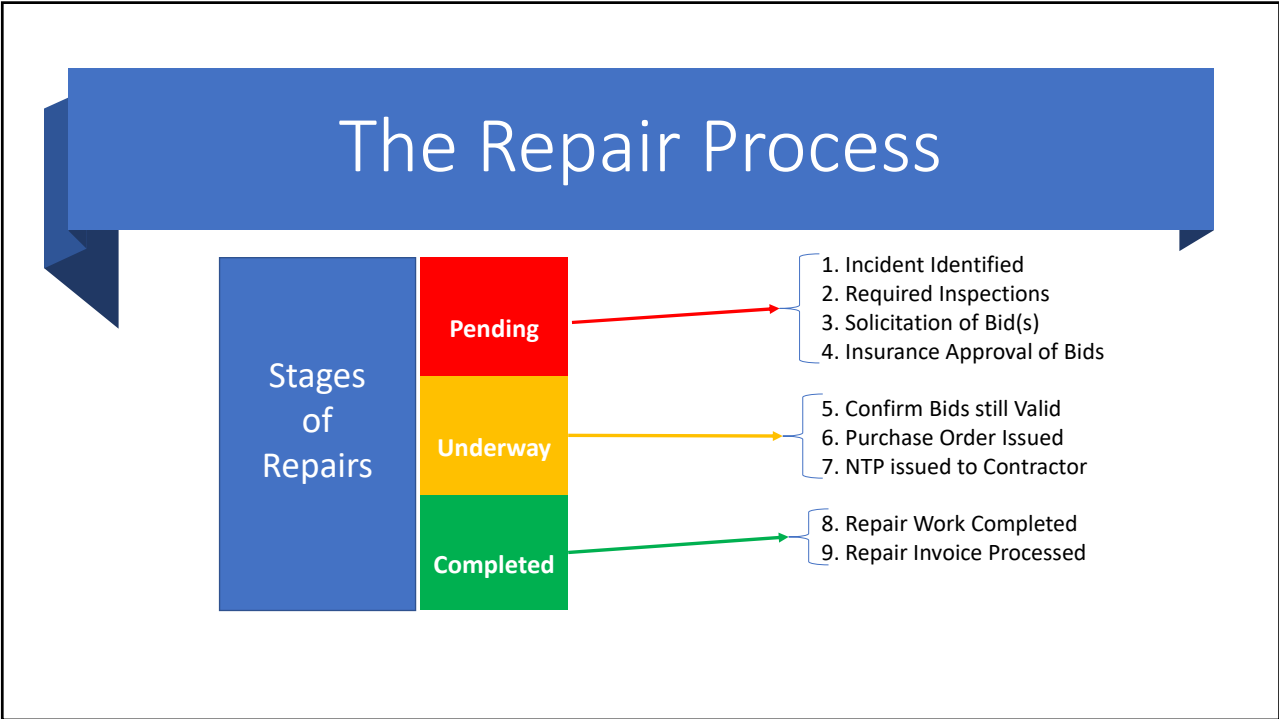 The Repair Process
Stages
of
Repairs
Pending
Underway
Completed
1. Incident Identified
2. Required Inspections
3. Solicitation of Bid(s)
4. Insurance Approval of Bids
5. Confirm Bids still Valid
6. Purchase Order Issued
7. NTP issued to Contractor
8. Repair Work Completed
9. Repair Invoice Processed